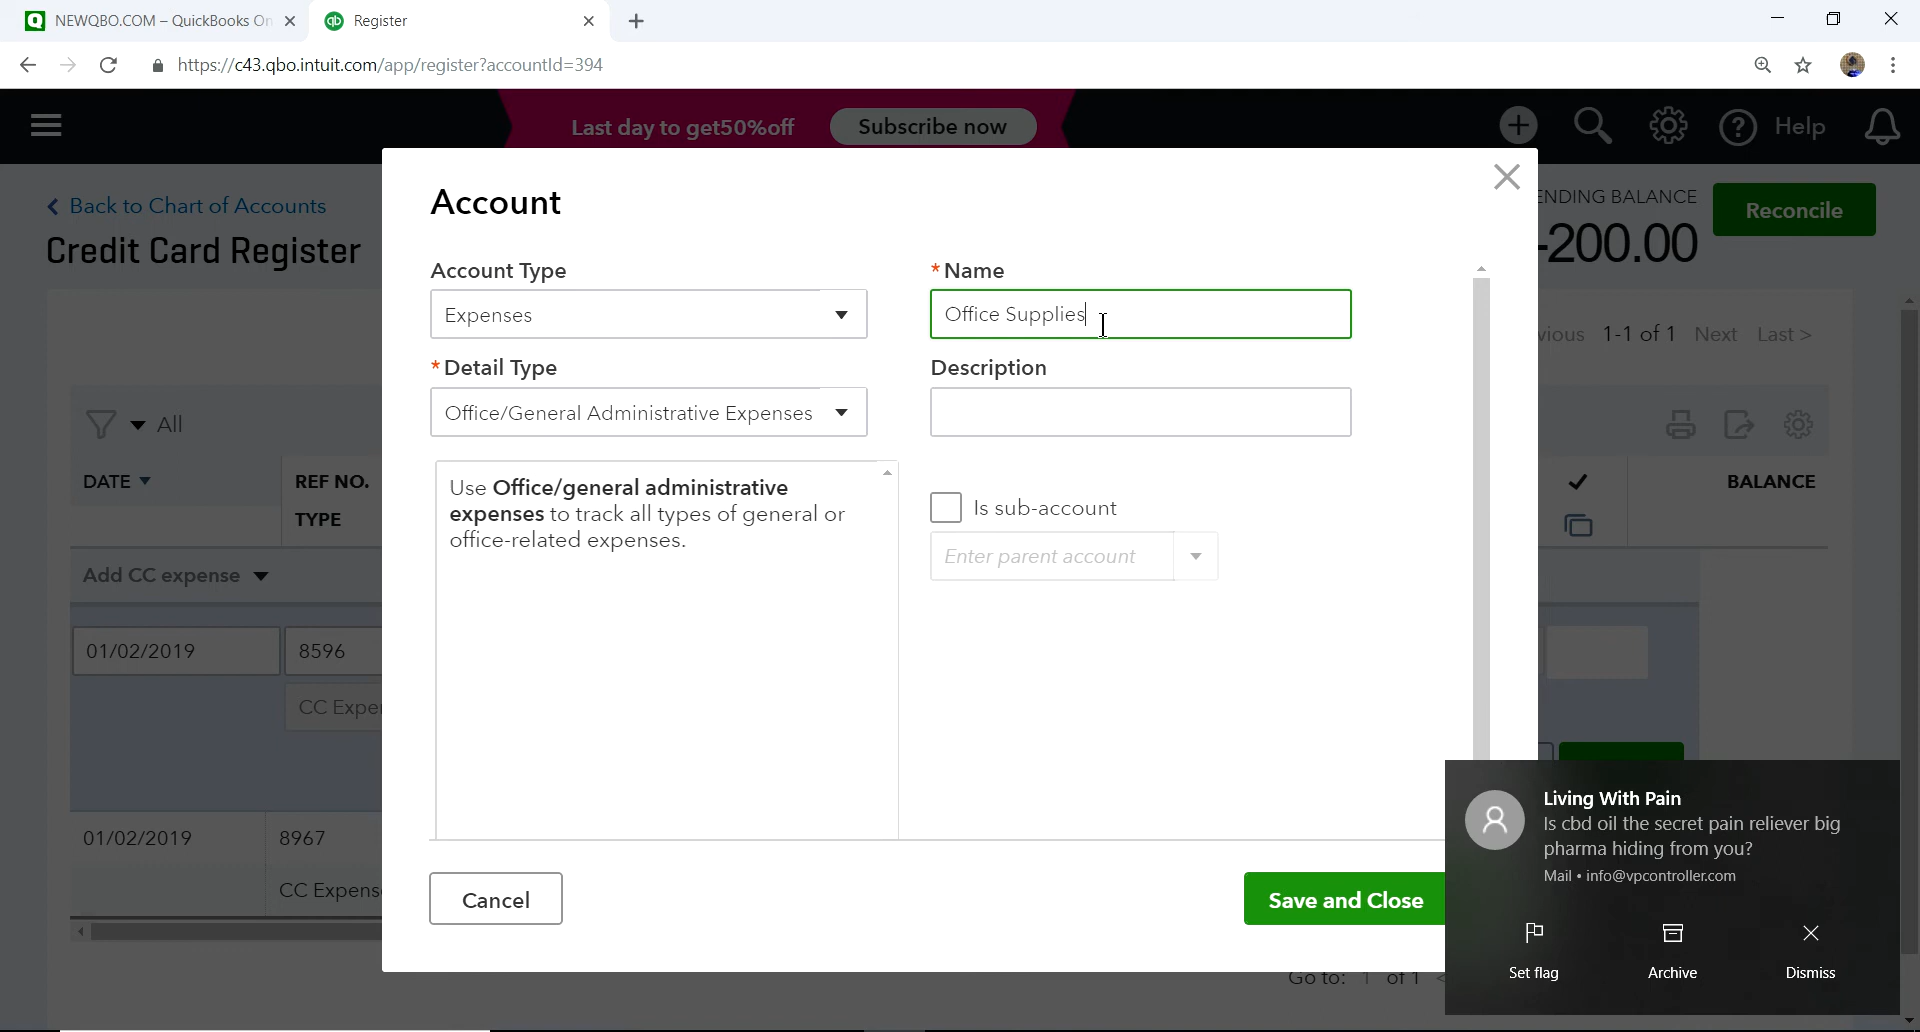 NEWQBO.COM – QuickBooks On
Register
https://c43.qbo.intuit.com/app/register?accountId=394
Last day to get50%off
Subscribe now
Help
Back to Chart of Accounts
Credit Card Register
ENDING BALANCE
-200.00
Reconcile
Account
Account Type
Expenses
* Name
Office Supplies
* Detail Type
Office/General Administrative Expenses
Description
Use Office/general administrative
expenses to track all types of general or
office-related expenses.
Is sub-account
Enter parent account
vious 1-1 of 1 Next Last >
All
DATE
REF NO.
TYPE
BALANCE
Add CC expense
01/02/2019
8596
CC Exper
01/02/2019
8967
CC Expens
Cancel
Save and Close
Go to: 1 of 1 <
Living With Pain
Is cbd oil the secret pain reliever big
pharma hiding from you?
Mail • info@vpcontroller.com
Set flag
Archive
Dismiss